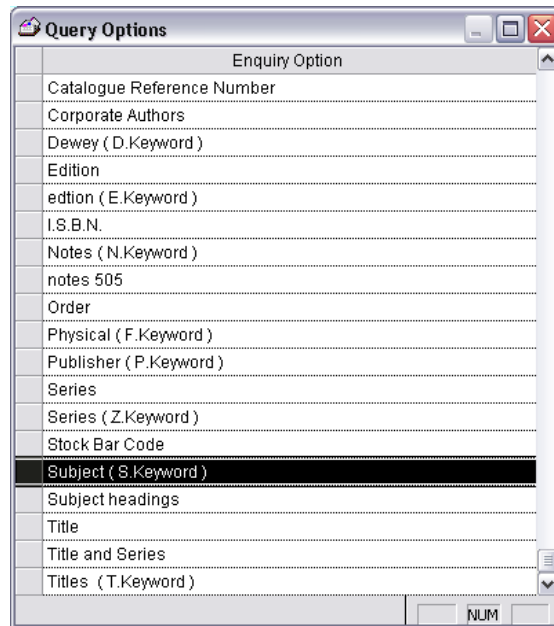 Query Options
Enquiry Option
Catalogue Reference Number
Corporate Authors
Dewey ( D.Keyword )
Edition
edtion ( E.Keyword )
I.S.B.N.
Notes ( N.Keyword )
notes 505
Order
Physical ( F.Keyword )
Publisher ( P.Keyword )
Series
Series ( Z.Keyword )
Stock Bar Code
Subject ( S.Keyword )
Subject headings
Title
Title and Series
Titles  ( T.Keyword )
NUM